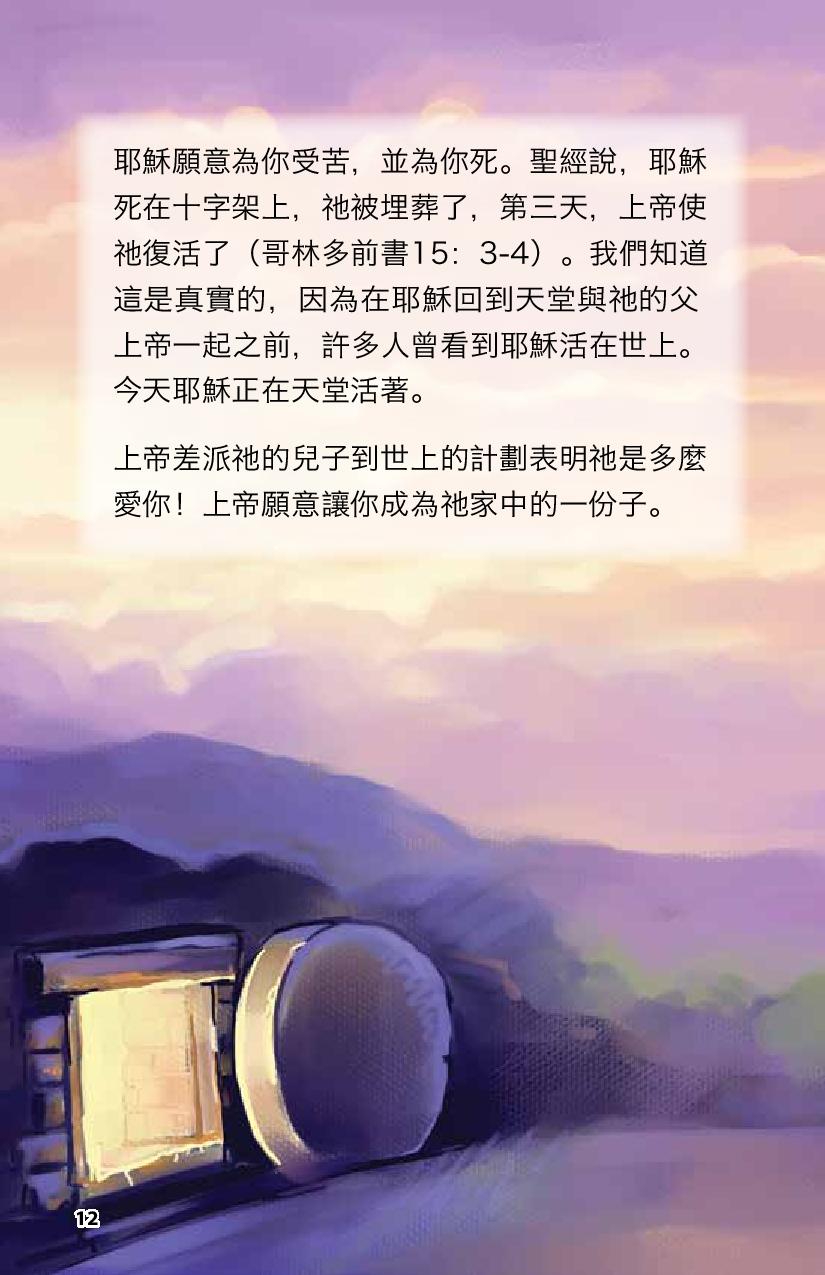 耶穌願意為你受苦，並為你死。聖經說，耶穌
死在十字架上，祂被埋葬了，第三天，上帝使
祂復活了（哥林多前書15：3-4）。我們知道
這是真實的，因為在耶穌回到天堂與祂的父
上帝一起之前，許多人曾看到耶穌活在世上。
今天耶穌正在天堂活著。
上帝差派祂的兒子到世上的計劃表明祂是多麼
愛你！上帝願意讓你成為祂家中的一份子。
12